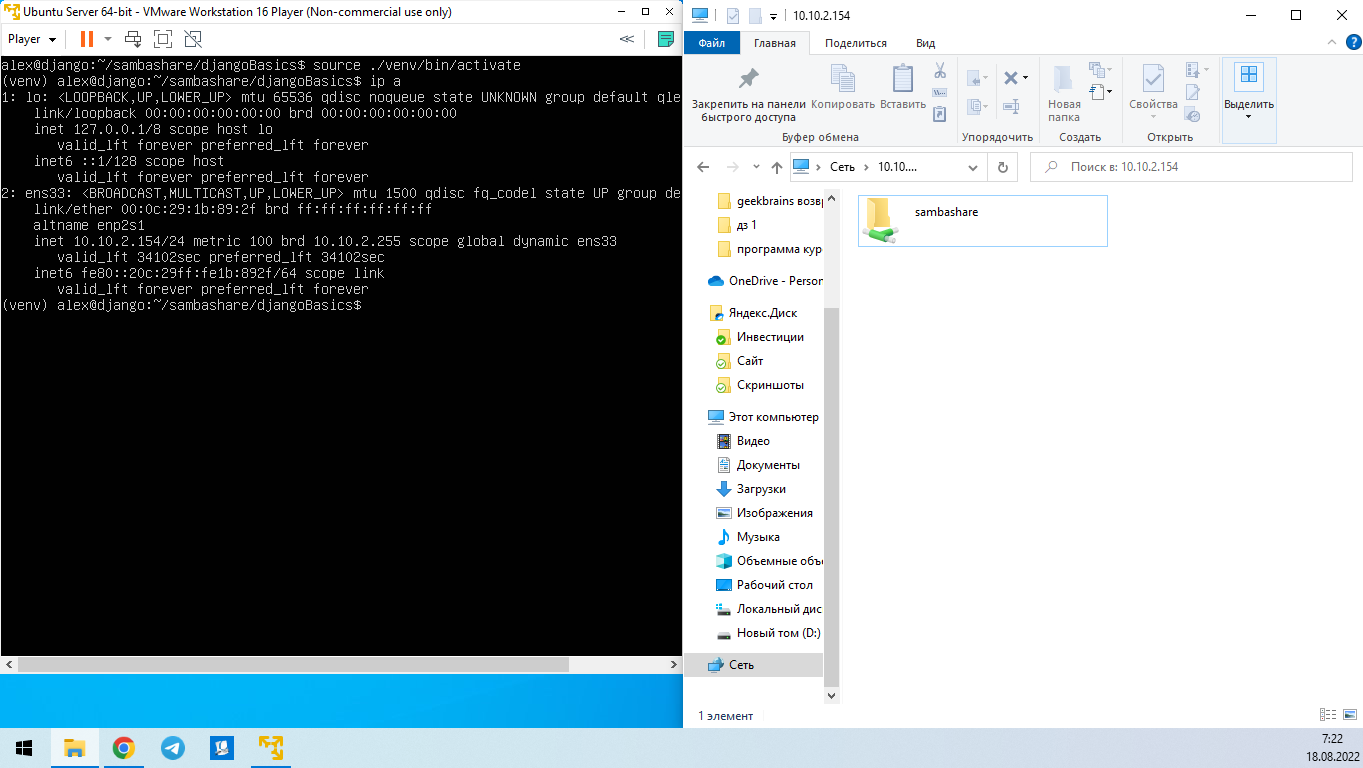 Ubuntu Server 64-bit - VMware Workstation 16 Player (Non-commercial use only)
Player
alex@django:~/sambashare/djangoBasics$ source ./venv/bin/activate
(venv) alex@django:~/sambashare/djangoBasics$ ip a
1: lo: <LOOPBACK,UP,LOWER_UP> mtu 65536 qdisc noqueue state UNKNOWN group default qle
link/loopback 00:00:00:00:00:00 brd 00:00:00:00:00:00
inet 127.0.0.1/8 scope host lo
valid_lft forever preferred_lft forever
inet6 ::1/128 scope host
valid_lft forever preferred_lft forever
2: ens33: <BROADCAST,MULTICAST,UP,LOWER_UP> mtu 1500 qdisc fq_codel state UP group de
link/ether 00:0c:29:1b:89:2f brd ff:ff:ff:ff:ff:ff
altname enp2s1
inet 10.10.2.154/24 metric 100 brd 10.10.2.255 scope global dynamic ens33
valid_lft 34102sec preferred_lft 34102sec
inet6 fe80::20c:29ff:fe1b:892f/64 scope link
valid_lft forever preferred_lft forever
(venv) alex@django:~/sambashare/djangoBasics$
10.10.2.154
Файл Главная Поделиться Вид
Закрепить на панели быстрого доступа
Копировать
Вставить
Буфер обмена
Упорядочить
Новая папка
Создать
Свойства
Открыть
Выделить
Сеть
10.10....
Поиск в: 10.10.2.154
geekbrains возвр
дз 1
программа кур
OneDrive - Person
Яндекс.Диск
Инвестиции
Сайт
Скриншоты
Этот компьютер
Видео
Документы
Загрузки
Изображения
Музыка
Объемные объе
Рабочий стол
Локальный дис
Новый том (D:)
Сеть
sambashare
1 элемент
7:22
18.08.2022